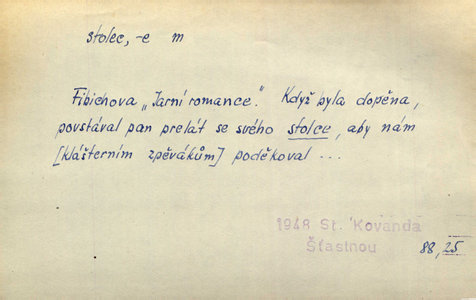 stolec, -e m
Fibichova „Jarní romance." Když byla dopěna,
povstával pan prelát se svého stolce, aby nám
[klášterním zpěvákům] poděkoval ...
1948 St. Kovanda
Šťastnou
88, 25